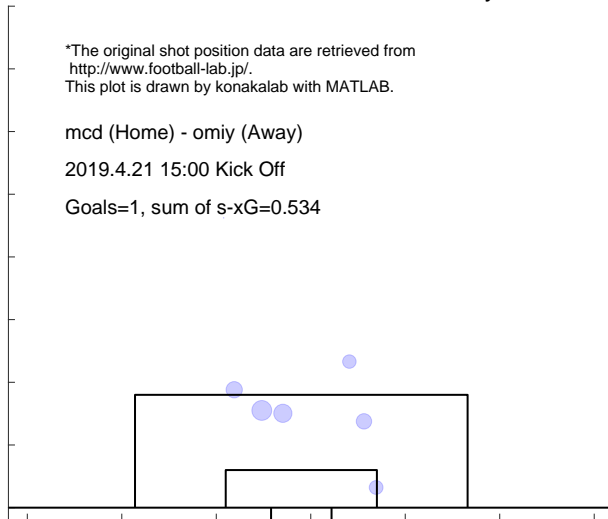 *The original shot position data are retrieved from
http://www.football-lab.jp/.
This plot is drawn by konakalab with MATLAB.
mcd (Home) - omiy (Away)
2019.4.21 15:00 Kick Off
Goals=1, sum of s-xG=0.534